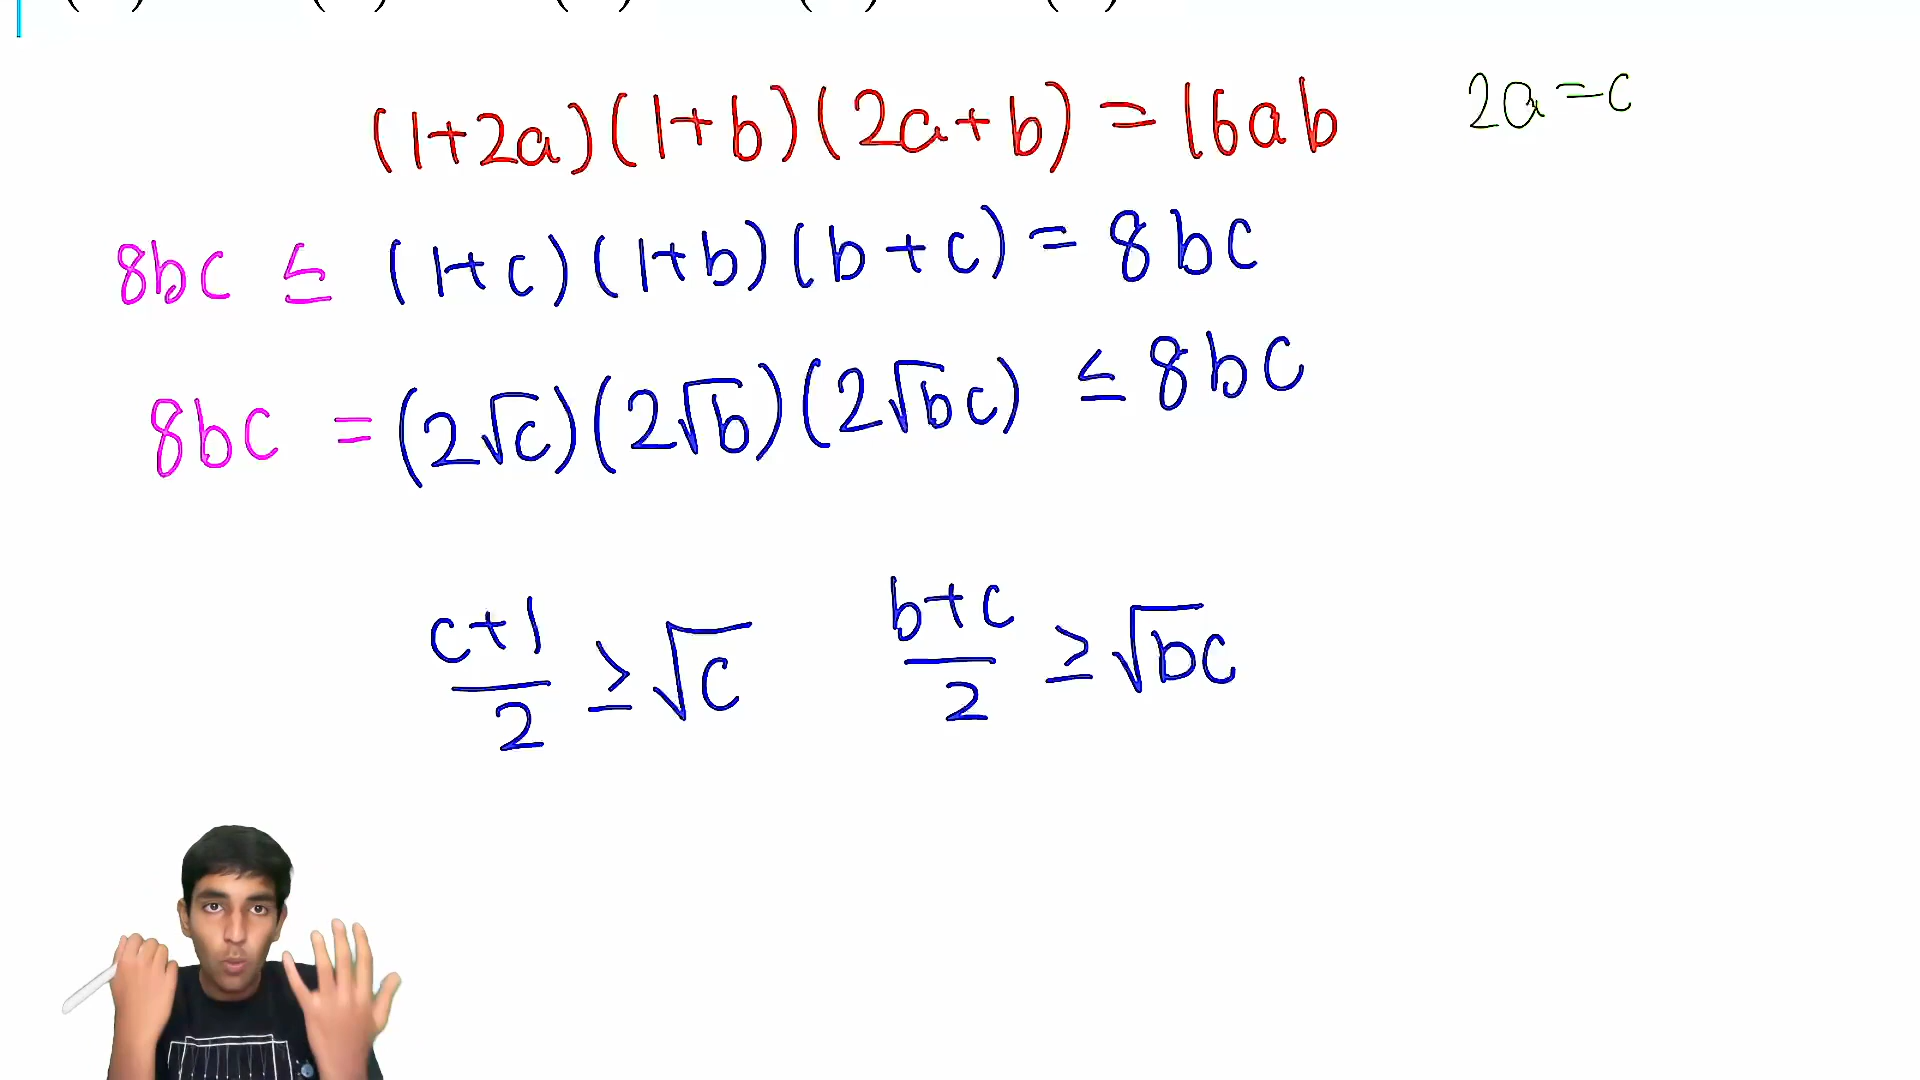 (1+2a)(1+b)(2a+b) = 16ab 2a=c
8bc ≤ (1+c)(1+b)(b+c) = 8bc
8bc = (2√c)(2√b)(2√bc) ≤ 8bc
(c+1)/2 ≥ √c (b+c)/2 ≥ √bc